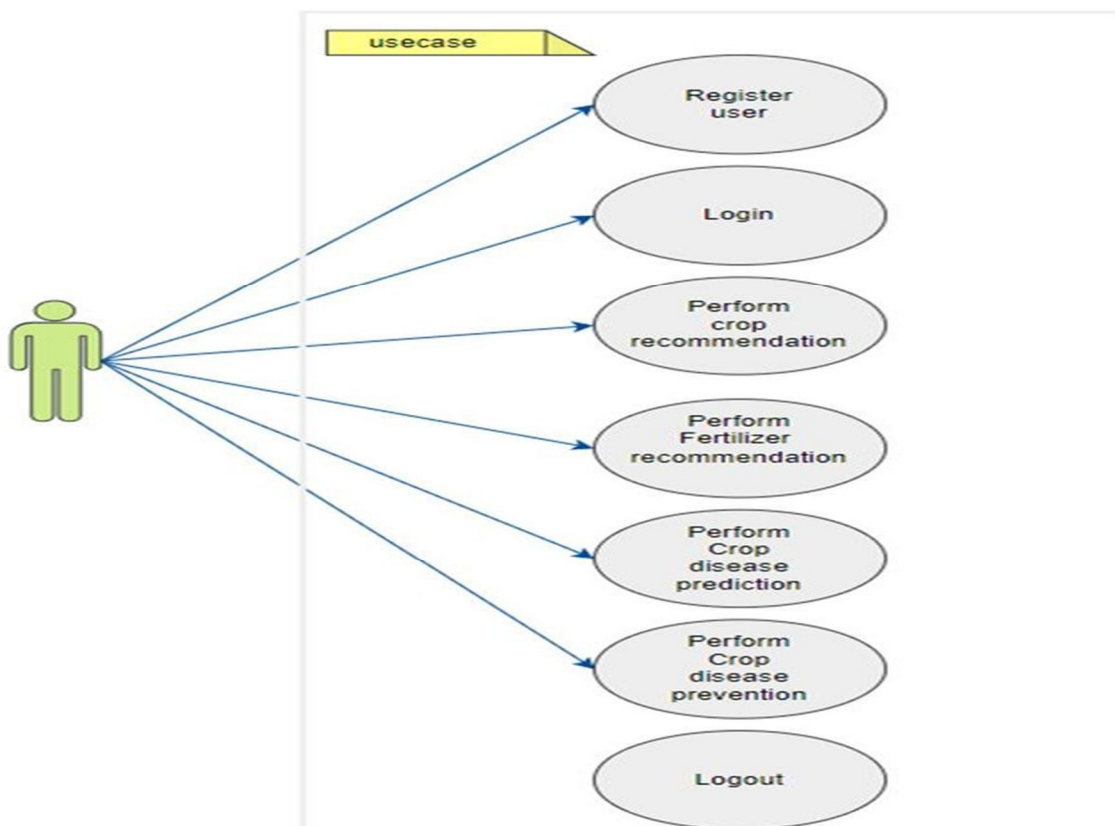 usecase
Register
user
Login
Perform
crop
recommendation
Perform
Fertilizer
recommendation
Perform
Crop
disease
prediction
Perform
Crop
disease
prevention
Logout